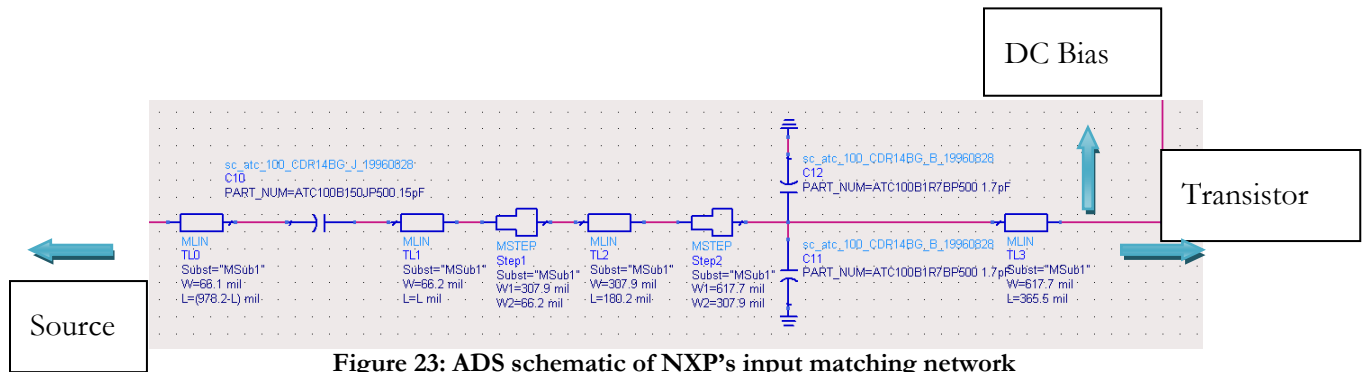 DC Bias
Transistor
Source
sc_atc_100_CDR14BG_J_19960828
C10
PART_NUM=ATC100B150JP500 15pF
sc_atc_100_CDR14BG_B_19960828
C12
PART_NUM=ATC100B1R7BP500 1.7pF
MLIN
TL0
Subst="MSub1"
W=66.1 mil
L=(978.2-L) mil
MLIN
TL1
Subst="MSub1"
W=66.2 mil
L=L mil
MSTEP
Step1
Subst="MSub1"
W1=307.9 mil
W2=66.2 mil
MLIN
TL2
Subst="MSub1"
W=307.9 mil
L=180.2 mil
MSTEP
Step2
Subst="MSub1"
W1=617.7 mil
W2=307.9 mil
sc_atc_100_CDR14BG_B_19960828
C11
PART_NUM=ATC100B1R7BP500 1.7pF
MLIN
TL3
Subst="MSub1"
W=617.7 mil
L=365.5 mil
Figure 23: ADS schematic of NXP's input matching network